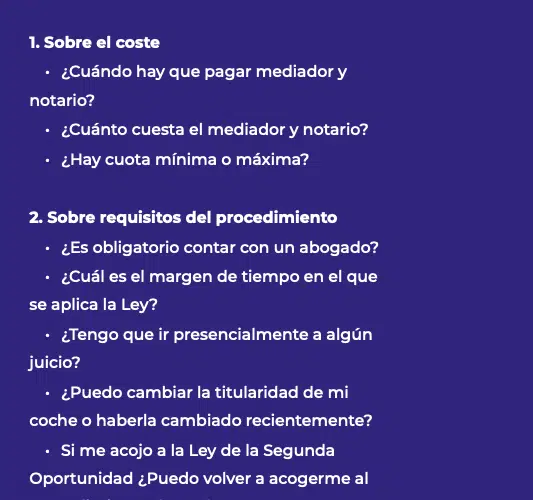 1. Sobre el coste
• ¿Cuándo hay que pagar mediador y
notario?
• ¿Cuánto cuesta el mediador y notario?
• ¿Hay cuota mínima o máxima?
2. Sobre requisitos del procedimiento
• ¿Es obligatorio contar con un abogado?
• ¿Cuál es el margen de tiempo en el que
se aplica la Ley?
• ¿Tengo que ir presencialmente a algún
juicio?
• ¿Puedo cambiar la titularidad de mi
coche o haberla cambiado recientemente?
• Si me acojo a la Ley de la Segunda
Oportunidad ¿Puedo volver a acogerme al